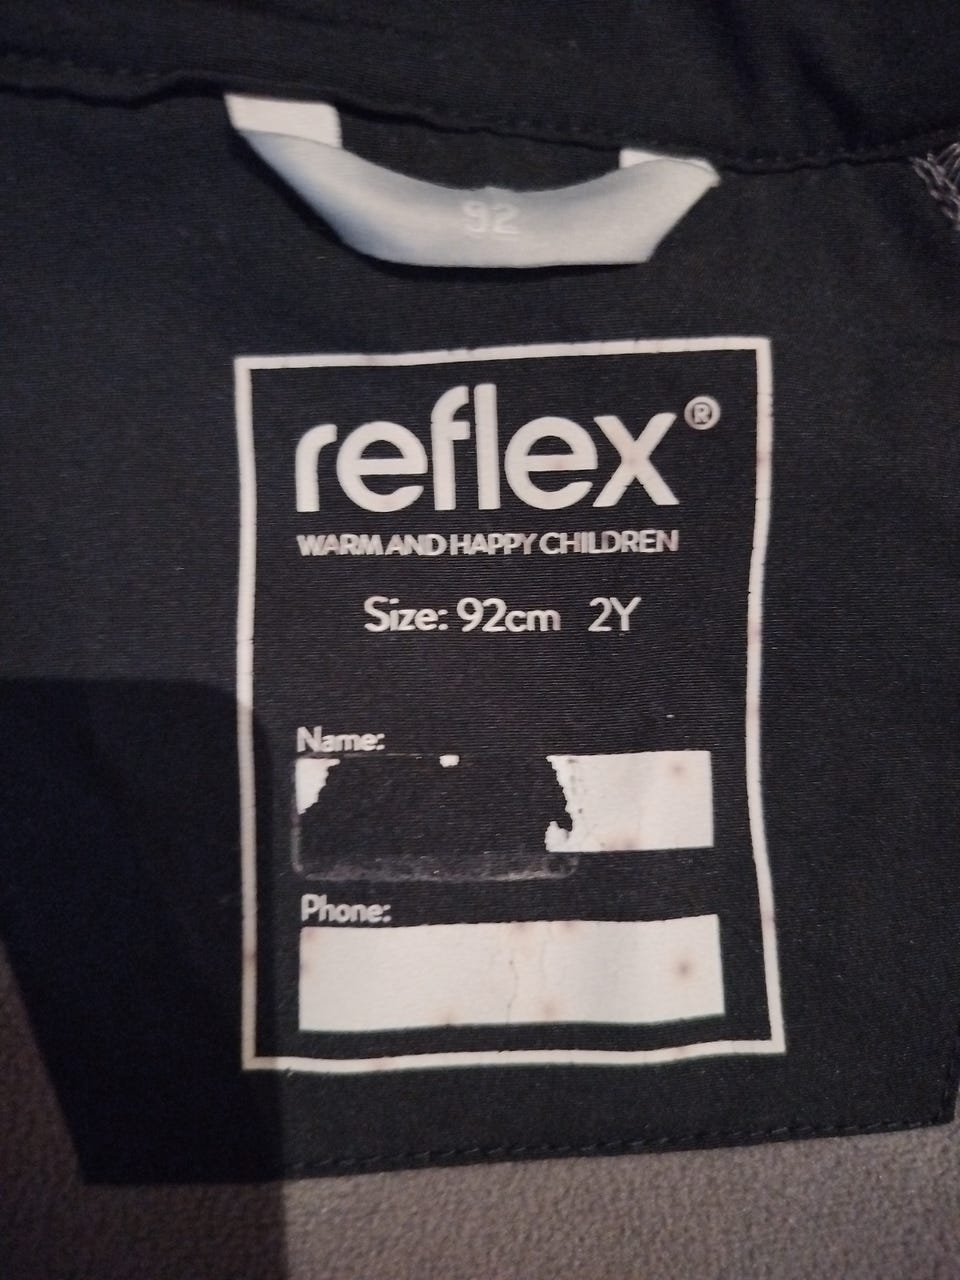 92
reflex®
WARM AND HAPPY CHILDREN
Size: 92cm 2Y
Name:
Phone: